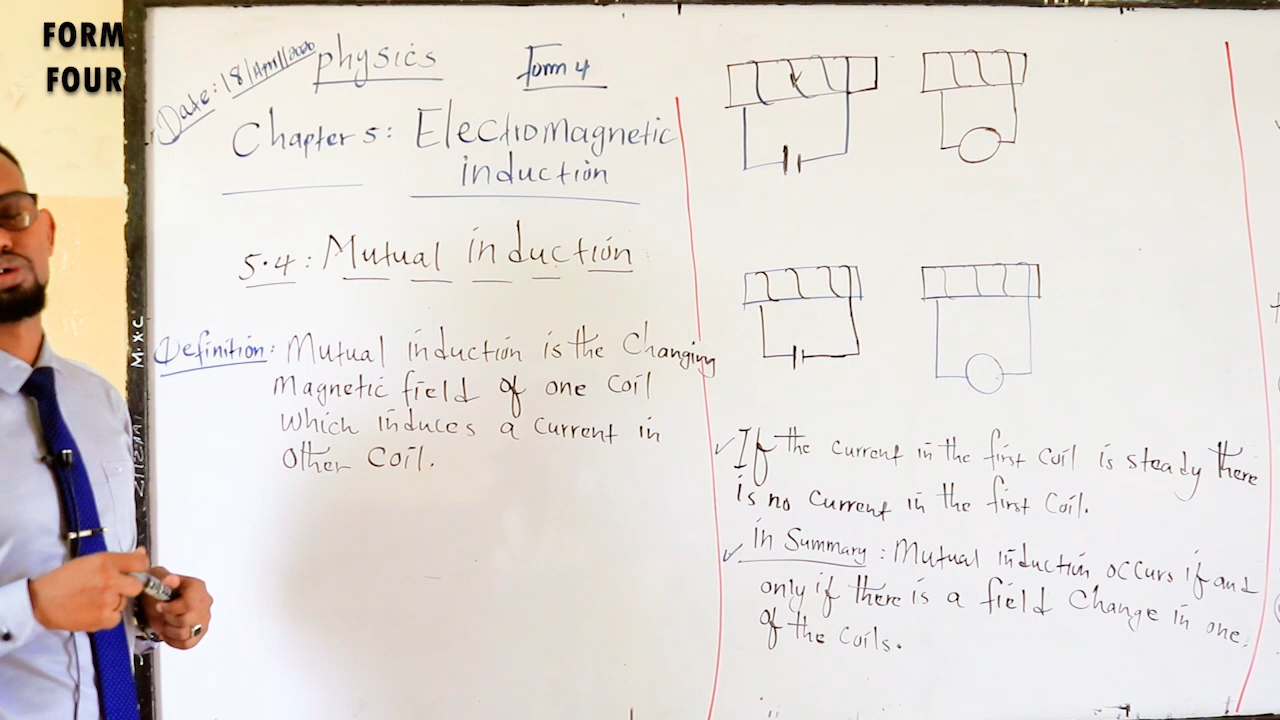 FORM
FOUR
Date: 18/April/2020
physics
Form 4
Chapter 5: Electromagnetic
induction
5.4: Mutual induction
Definition: Mutual induction is the Changing
Magnetic field of one coil
which induces a current in
other coil.
If the current in the first coil is steady there
is no current in the first coil.
in Summary: Mutual induction occurs if and
only if there is a field change in one
of the coils.
M.X.C